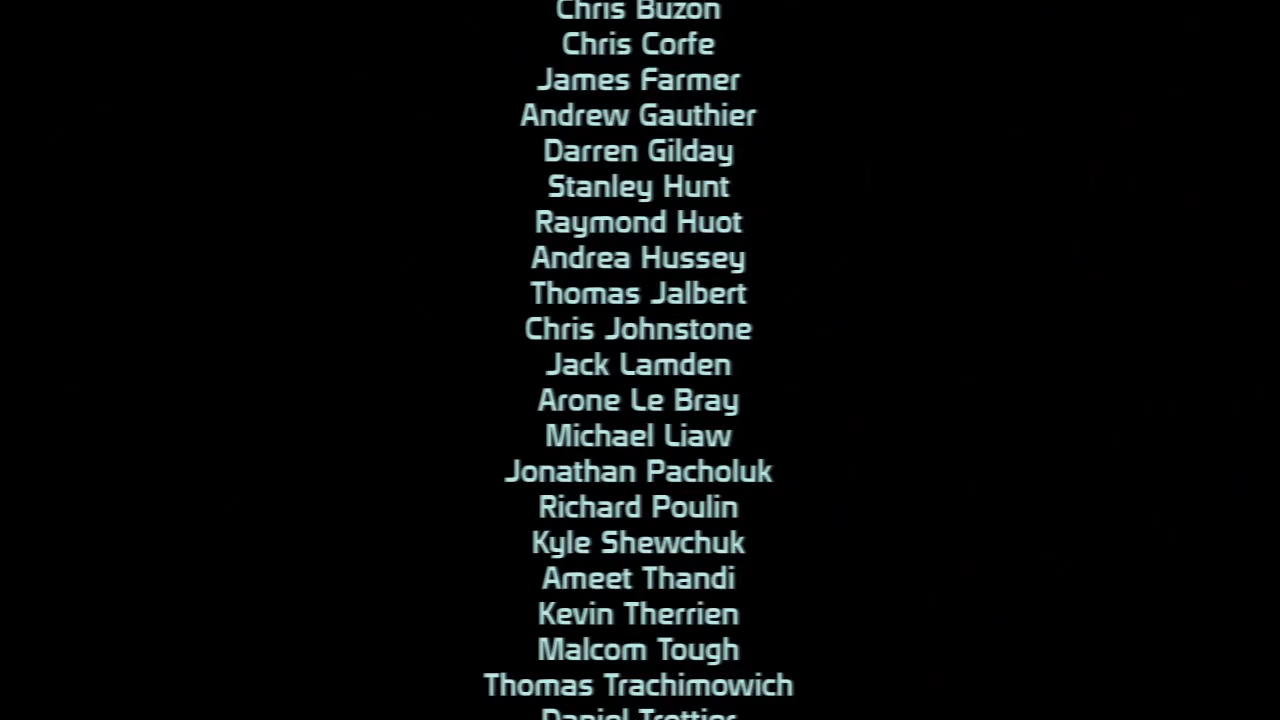 Chris Buzon
Chris Corfe
James Farmer
Andrew Gauthier
Darren Gilday
Stanley Hunt
Raymond Huot
Andrea Hussey
Thomas Jalbert
Chris Johnstone
Jack Lamden
Arone Le Bray
Michael Liaw
Jonathan Pacholuk
Richard Poulin
Kyle Shewchuk
Ameet Thandi
Kevin Therrien
Malcom Tough
Thomas Trachimowich
Daniel Trottier